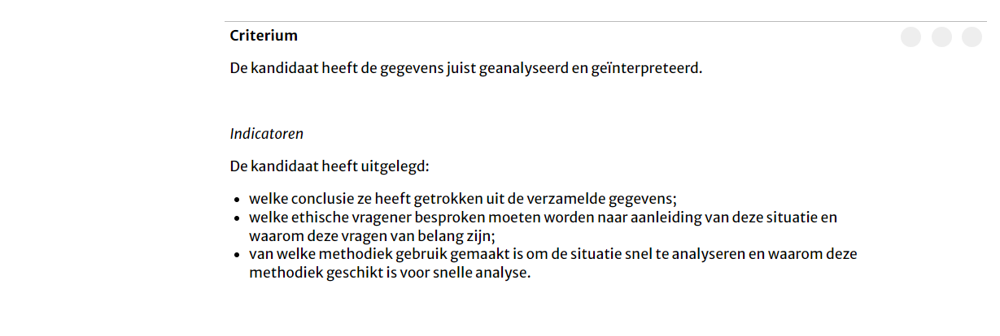 Criterium
De kandidaat heeft de gegevens juist geanalyseerd en geïnterpreteerd.
Indicatoren
De kandidaat heeft uitgelegd:
• welke conclusie ze heeft getrokken uit de verzamelde gegevens;
• welke ethische vragener besproken moeten worden naar aanleiding van deze situatie en
waarom deze vragen van belang zijn;
• van welke methodiek gebruik gemaakt is om de situatie snel te analyseren en waarom deze
methodiek geschikt is voor snelle analyse.